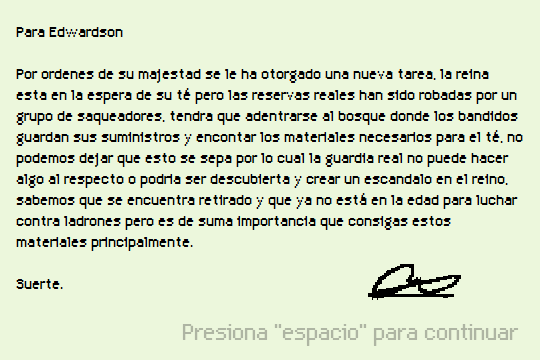 Para Edwardson
Por ordenes de su majestad se le ha otorgado una nueva tarea, la reina
esta en la espera de su té pero las reservas reales han sido robadas por un
grupo de saqueadores, tendra que adentrarse al bosque donde los bandidos
guardan sus suministros y encontar los materiales necesarios para el té, no
podemos dejar que esto se sepa por lo cual la guardia real no puede hacer
algo al respecto o podria ser descubierta y crear un escandalo en el reino,
sabemos que se encuentra retirado y que ya no está en la edad para luchar
contra ladrones pero es de suma importancia que consigas estos
materiales principalmente.
Suerte.
Presiona "espacio" para continuar